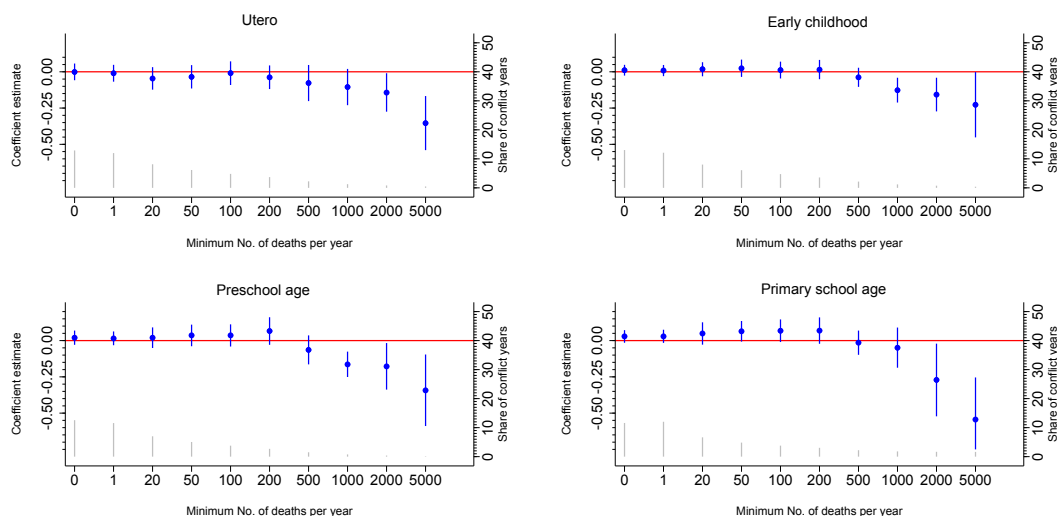 Utero
Coefficient estimate
0.00
-0.25
-0.50
Share of conflict years
50
40
30
20
10
0
0 1 20 50 100 200 500 1000 2000 5000
Minimum No. of deaths per year
Early childhood
Coefficient estimate
0.00
-0.25
-0.50
Share of conflict years
50
40
30
20
10
0
0 1 20 50 100 200 500 1000 2000 5000
Minimum No. of deaths per year
Preschool age
Coefficient estimate
0.00
-0.25
-0.50
Share of conflict years
50
40
30
20
10
0
0 1 20 50 100 200 500 1000 2000 5000
Minimum No. of deaths per year
Primary school age
Coefficient estimate
0.00
-0.25
-0.50
Share of conflict years
50
40
30
20
10
0
0 1 20 50 100 200 500 1000 2000 5000
Minimum No. of deaths per year